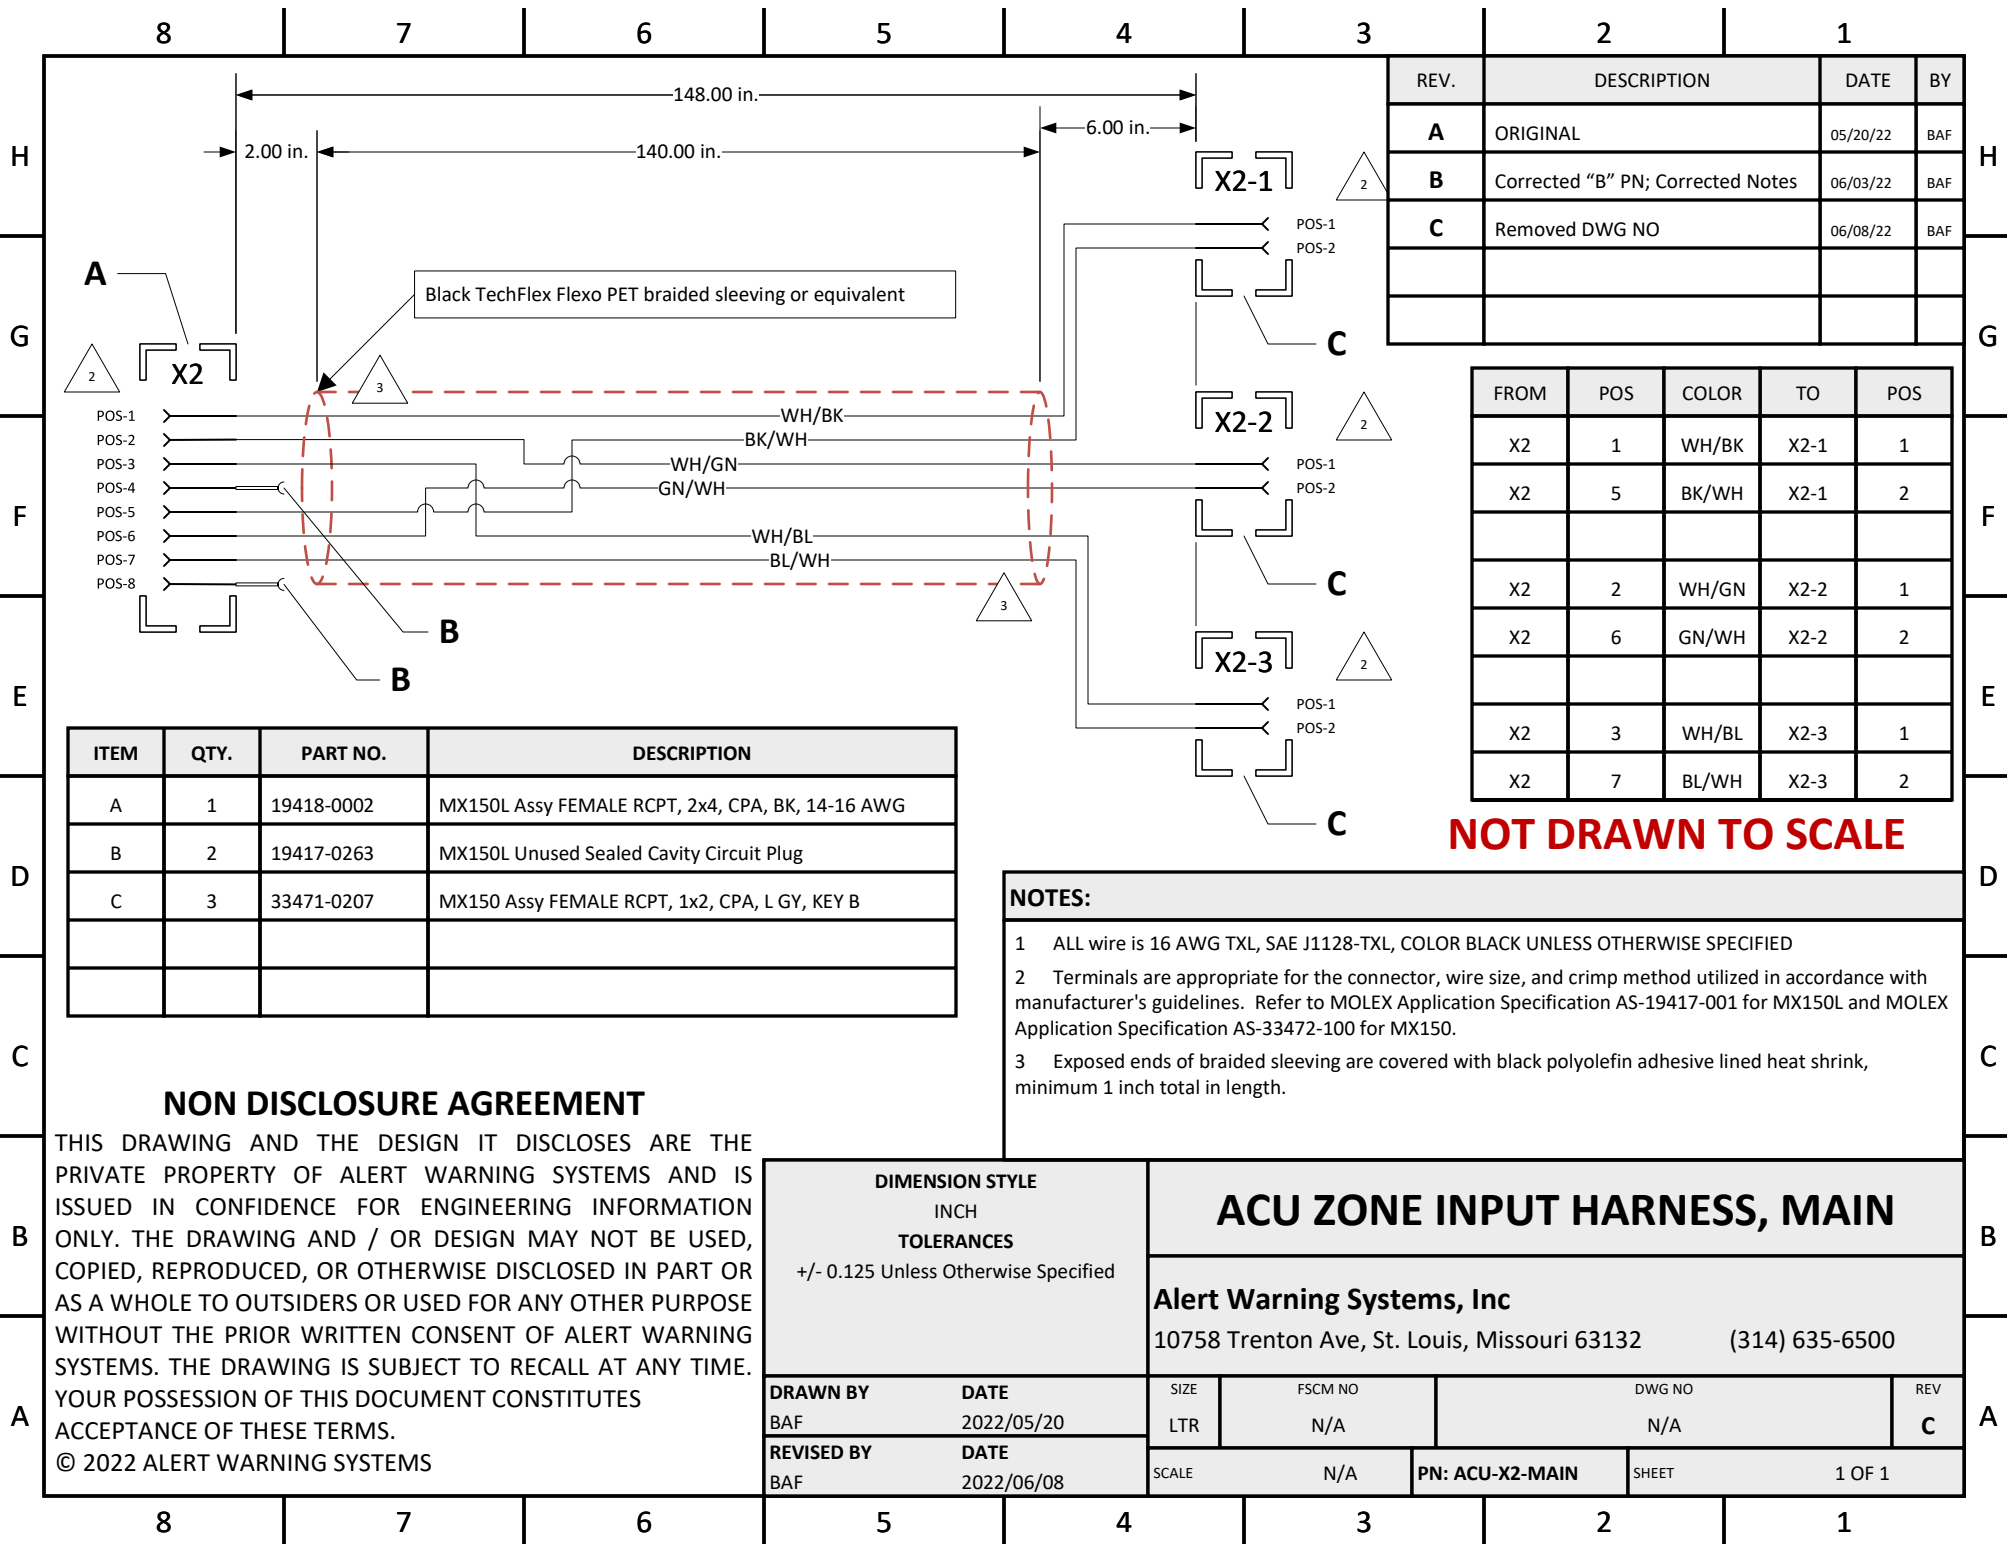 8 7 6 5 4 3 2 1
H
G
F
E
D
C
B
A
H
G
F
E
D
C
B
A
148.00 in.
6.00 in.
2.00 in.
140.00 in.
Black TechFlex Flexo PET braided sleeving or equivalent
A
2
X2
3
POS-1
POS-2
POS-3
POS-4
POS-5
POS-6
POS-7
POS-8
WH/BK
BK/WH
WH/GN
GN/WH
WH/BL
BL/WH
3
B
B
X2-1
2
POS-1
POS-2
C
X2-2
2
POS-1
POS-2
C
X2-3
2
POS-1
POS-2
C
REV. DESCRIPTION DATE BY
A ORIGINAL 05/20/22 BAF
B Corrected “B” PN; Corrected Notes 06/03/22 BAF
C Removed DWG NO 06/08/22 BAF
FROM POS COLOR TO POS
X2 1 WH/BK X2-1 1
X2 5 BK/WH X2-1 2
X2 2 WH/GN X2-2 1
X2 6 GN/WH X2-2 2
X2 3 WH/BL X2-3 1
X2 7 BL/WH X2-3 2
NOT DRAWN TO SCALE
ITEM QTY. PART NO. DESCRIPTION
A 1 19418-0002 MX150L Assy FEMALE RCPT, 2x4, CPA, BK, 14-16 AWG
B 2 19417-0263 MX150L Unused Sealed Cavity Circuit Plug
C 3 33471-0207 MX150 Assy FEMALE RCPT, 1x2, CPA, L GY, KEY B
NOTES:
1 ALL wire is 16 AWG TXL, SAE J1128-TXL, COLOR BLACK UNLESS OTHERWISE SPECIFIED
2 Terminals are appropriate for the connector, wire size, and crimp method utilized in accordance with
manufacturer's guidelines. Refer to MOLEX Application Specification AS-19417-001 for MX150L and MOLEX
Application Specification AS-33472-100 for MX150.
3 Exposed ends of braided sleeving are covered with black polyolefin adhesive lined heat shrink,
minimum 1 inch total in length.
NON DISCLOSURE AGREEMENT
THIS DRAWING AND THE DESIGN IT DISCLOSES ARE THE
PRIVATE PROPERTY OF ALERT WARNING SYSTEMS AND IS
ISSUED IN CONFIDENCE FOR ENGINEERING INFORMATION
ONLY. THE DRAWING AND / OR DESIGN MAY NOT BE USED,
COPIED, REPRODUCED, OR OTHERWISE DISCLOSED IN PART OR
AS A WHOLE TO OUTSIDERS OR USED FOR ANY OTHER PURPOSE
WITHOUT THE PRIOR WRITTEN CONSENT OF ALERT WARNING
SYSTEMS. THE DRAWING IS SUBJECT TO RECALL AT ANY TIME.
YOUR POSSESSION OF THIS DOCUMENT CONSTITUTES
ACCEPTANCE OF THESE TERMS.
© 2022 ALERT WARNING SYSTEMS
DIMENSION STYLE
INCH
TOLERANCES
+/- 0.125 Unless Otherwise Specified
DRAWN BY DATE
BAF 2022/05/20
REVISED BY DATE
BAF 2022/06/08
ACU ZONE INPUT HARNESS, MAIN
Alert Warning Systems, Inc
10758 Trenton Ave, St. Louis, Missouri 63132 (314) 635-6500
SIZE FSCM NO DWG NO REV
LTR N/A N/A C
SCALE N/A PN: ACU-X2-MAIN SHEET 1 OF 1
8 7 6 5 4 3 2 1